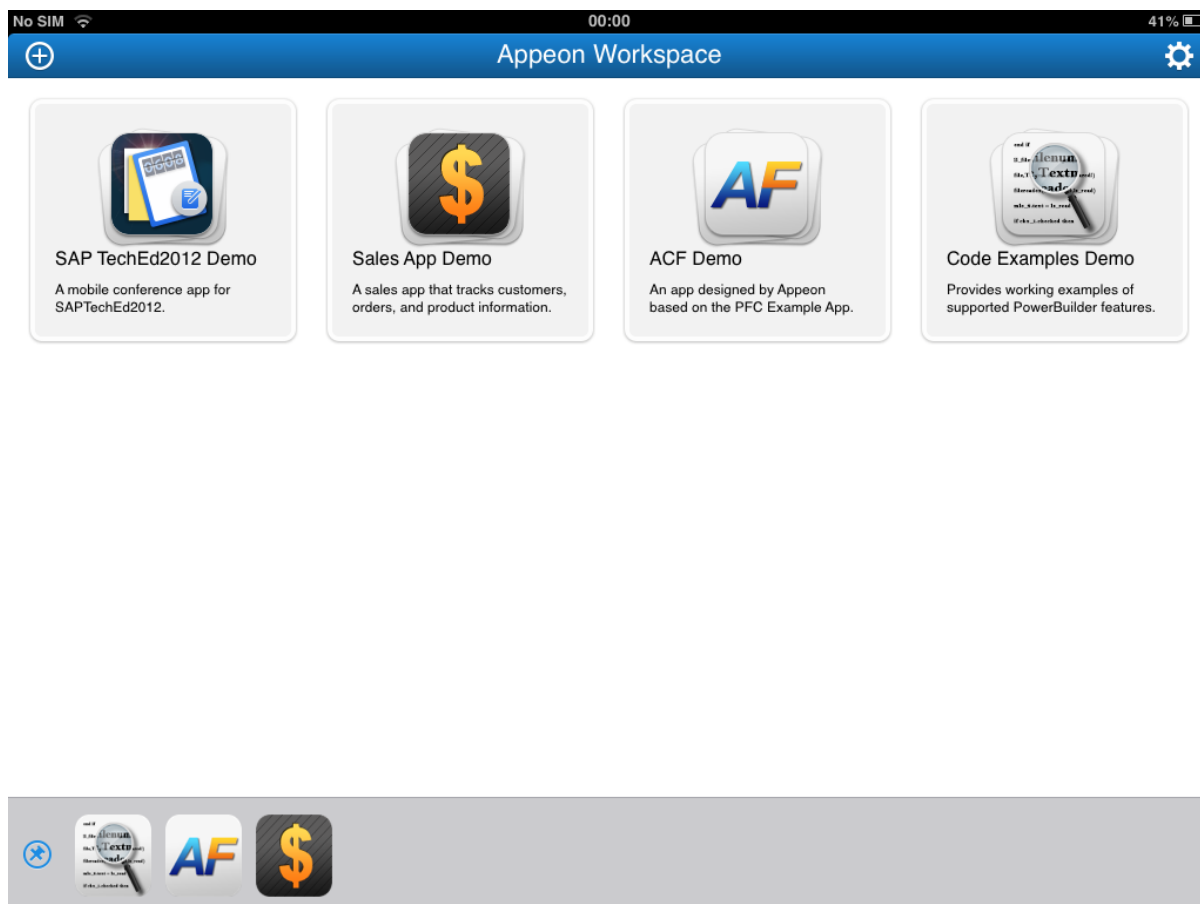 No SIM 00:00 41%
Appeon Workspace
AF
SAP TechEd2012 Demo
A mobile conference app for
SAPTechEd2012.
Sales App Demo
A sales app that tracks customers,
orders, and product information.
ACF Demo
An app designed by Appeon
based on the PFC Example App.
Code Examples Demo
Provides working examples of
supported PowerBuilder features.
AF